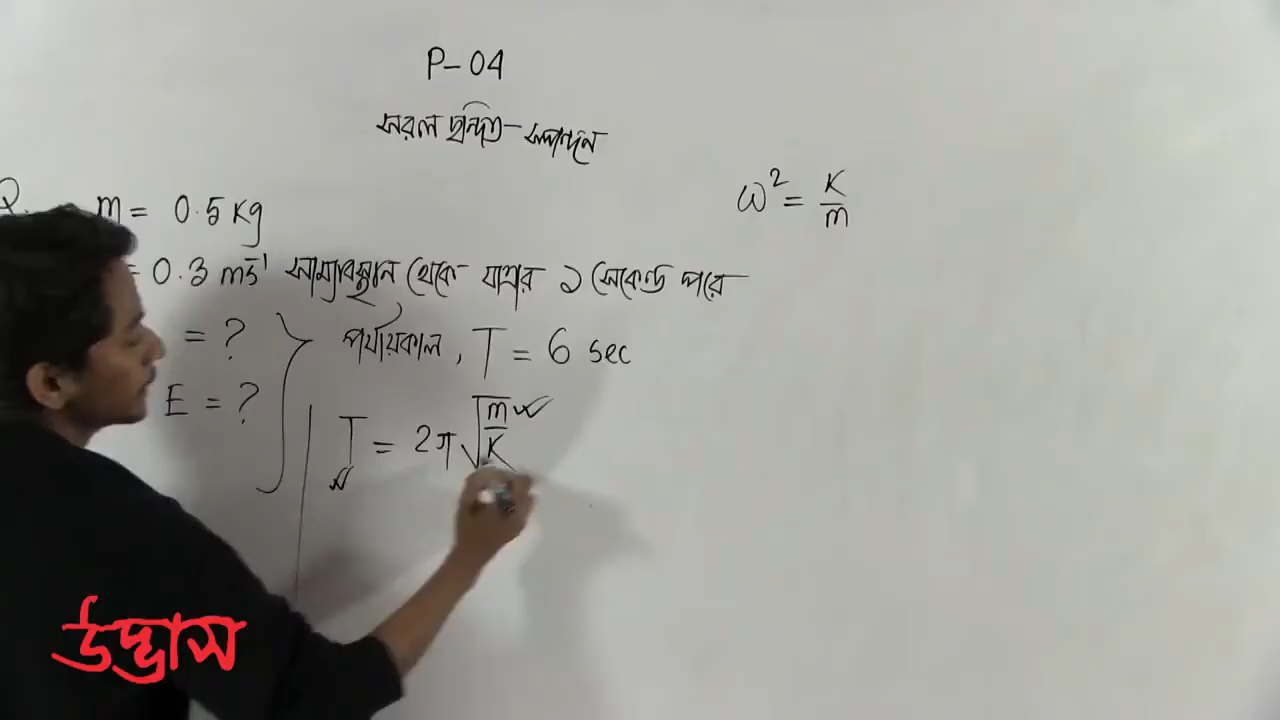 P-04
সরল ছন্দিত-স্পন্দন
Q. m = 0.5 Kg
ω² = K/m
= 0.3 ms⁻¹ সাম্যাবস্থান থেকে যাত্রার ১ সেকেন্ড পরে
= ?
পর্যায়কাল, T = 6 sec
E = ?
T = 2π√(m/K)
উদ্ভাস